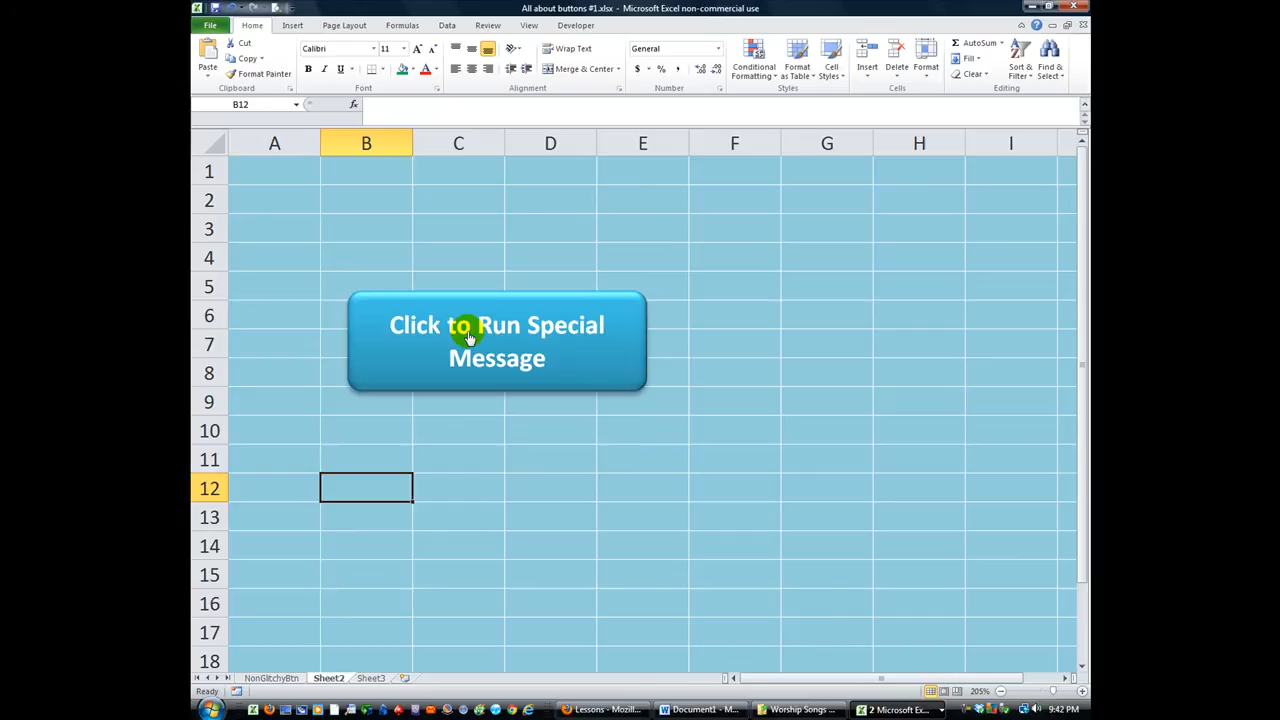 All about buttons #1.xlsx - Microsoft Excel non-commercial use
File Home Insert Page Layout Formulas Data Review View Developer
Paste
Cut
Copy
Format Painter
Calibri 11
B I U
Wrap Text
Merge & Center
General
$ % ,
Conditional Formatting
Format as Table
Cell Styles
Insert
Delete
Format
AutoSum
Fill
Clear
Sort & Filter
Find & Select
Clipboard Font Alignment Number Styles Cells Editing
B12 fx
A B C D E F G H I
1
2
3
4
5
6
7
8
9
10
11
12
13
14
15
16
17
18
Click to Run Special
Message
NonGlitchyBtn Sheet2 Sheet3
Ready 205%
Lessons - Mozill... Document1 - M... Worship Songs ... 2 Microsoft Ex... 9:42 PM